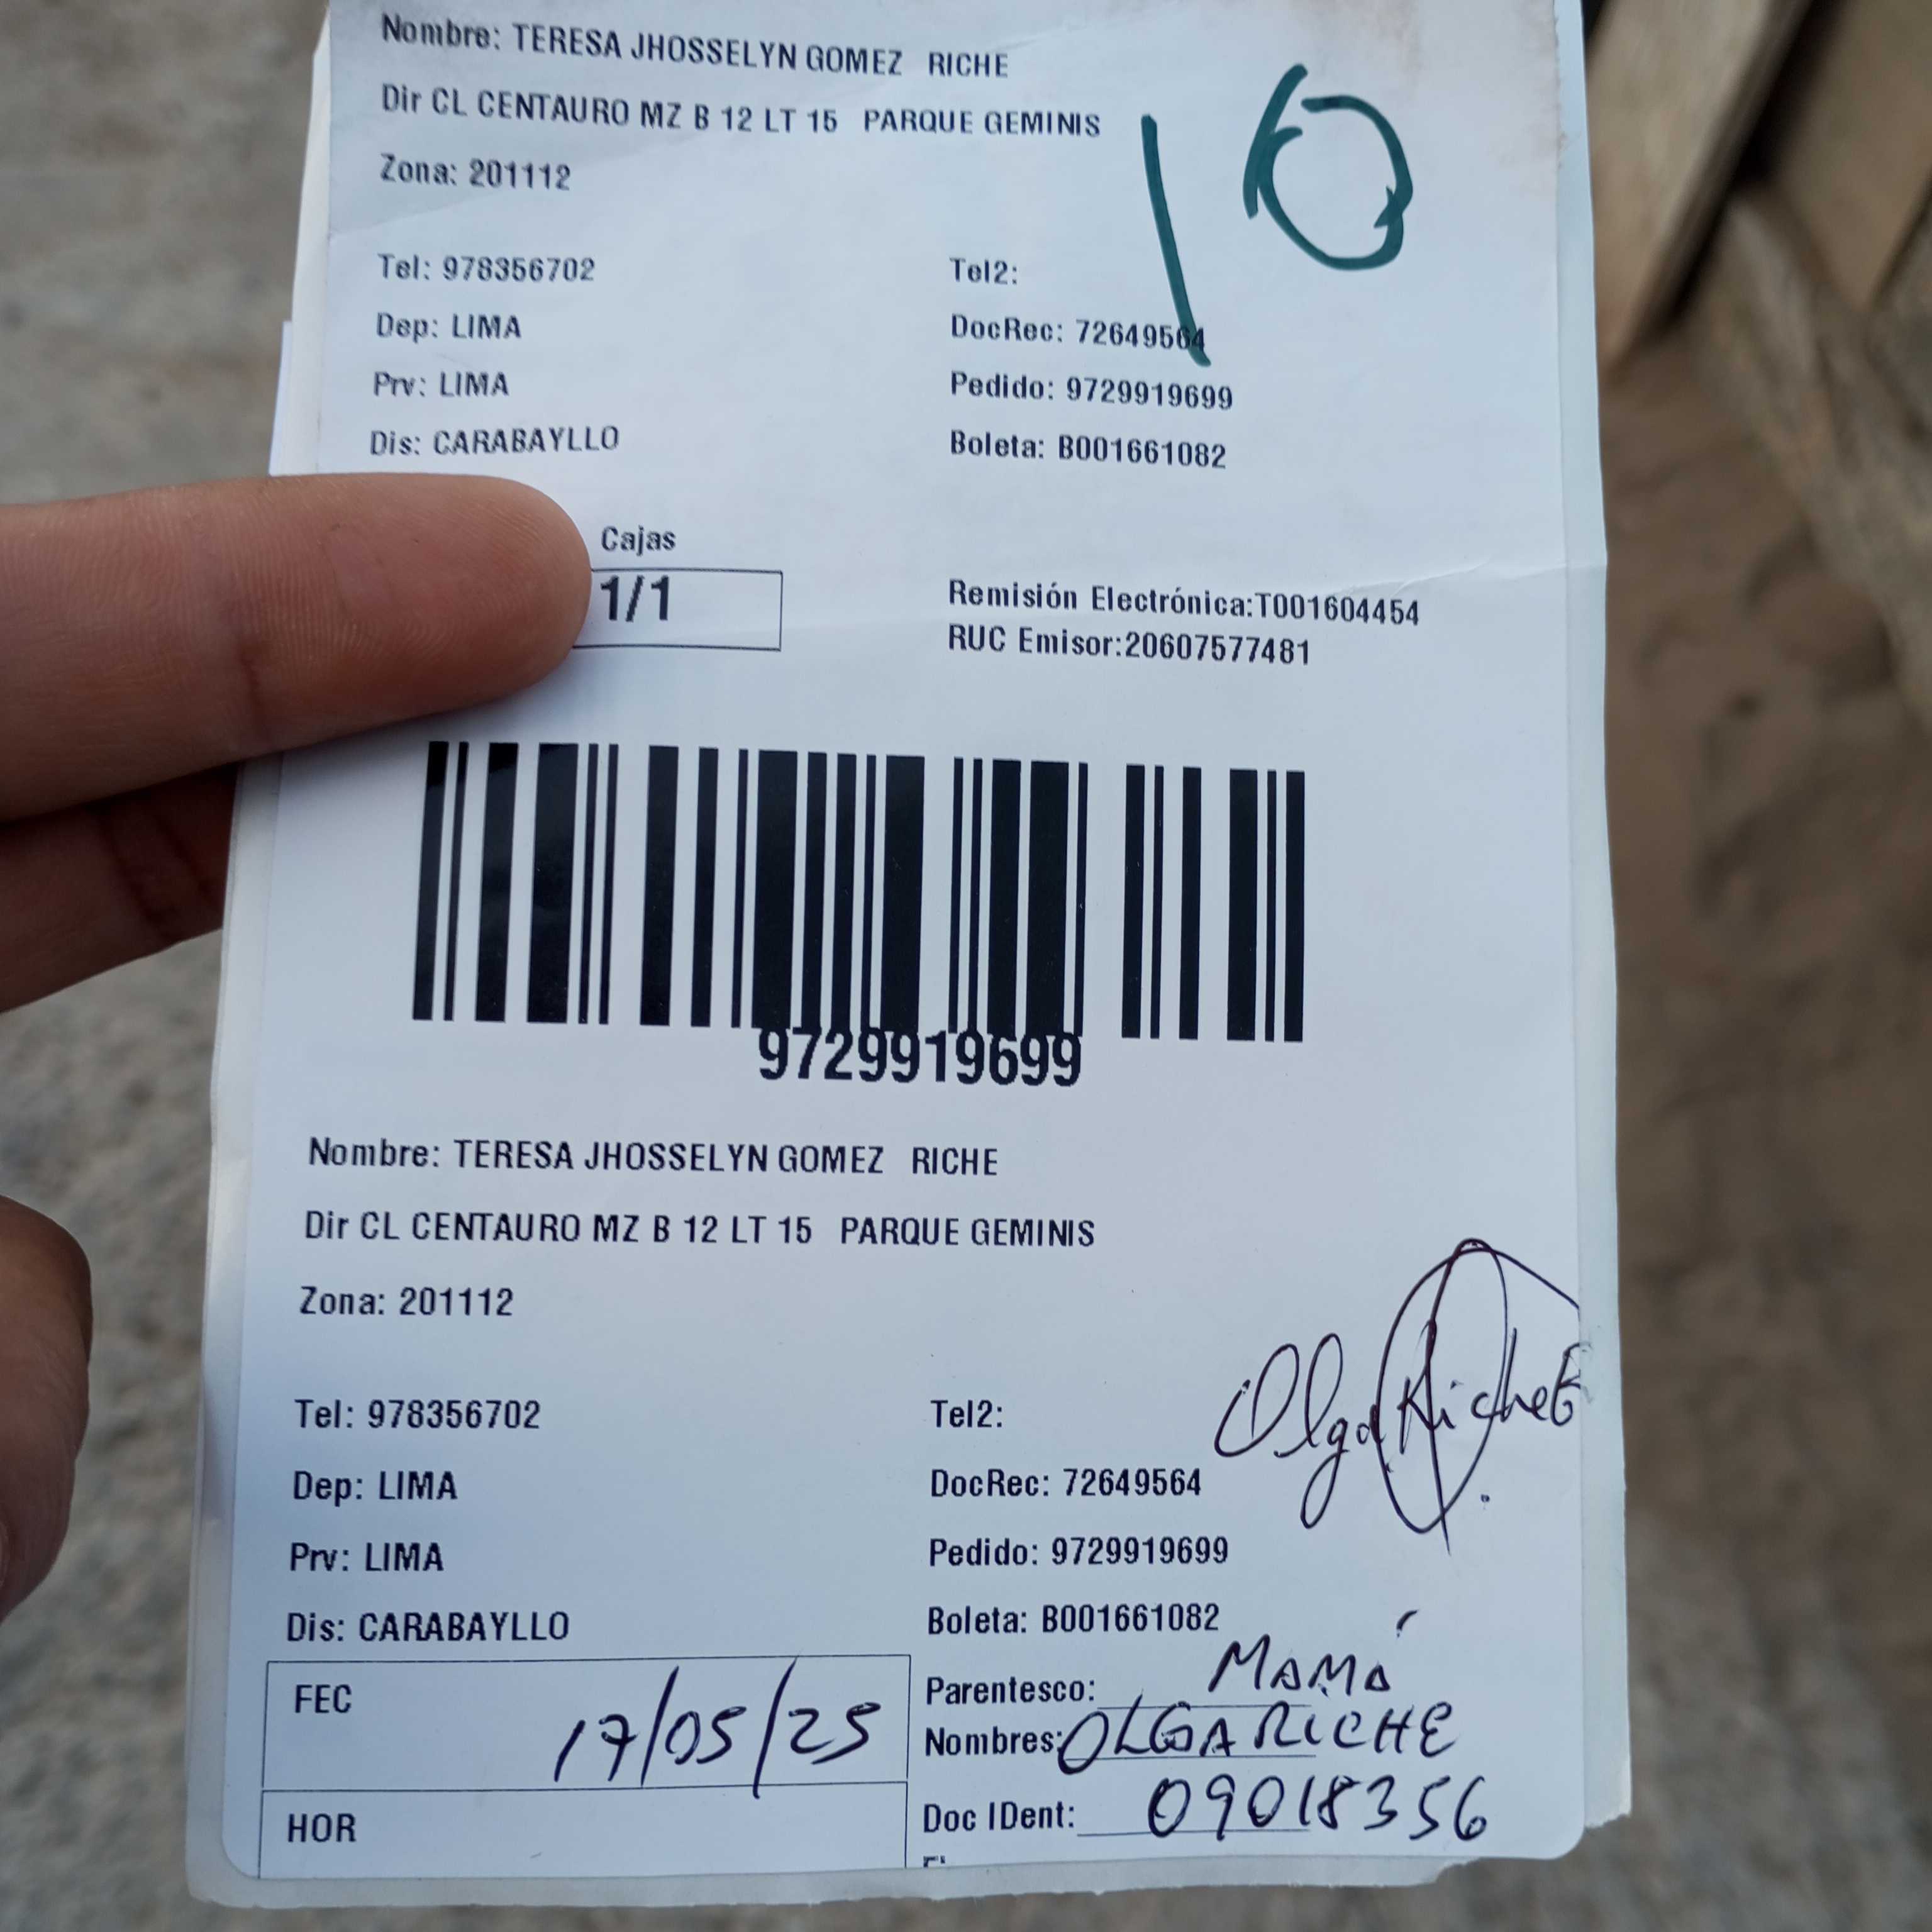 Nombre: TERESA JHOSSELYN GOMEZ RICHE
Dir CL CENTAURO MZ B 12 LT 15 PARQUE GEMINIS
10
Zona: 201112
Tel: 978356702 Tel2:
Dep: LIMA DocRec: 72649564
Prv: LIMA Pedido: 9729919699
Dis: CARABAYLLO Boleta: B001661082
Cajas
1/1
Remisión Electrónica:T001604454
RUC Emisor:20607577481
9729919699
Nombre: TERESA JHOSSELYN GOMEZ RICHE
Dir CL CENTAURO MZ B 12 LT 15 PARQUE GEMINIS
Zona: 201112
Olga Riche
Tel: 978356702 Tel2:
Dep: LIMA DocRec: 72649564
Prv: LIMA Pedido: 9729919699
Dis: CARABAYLLO Boleta: B001661082
FEC 17/05/25
HOR
Parentesco: MAMÁ
Nombres: OLGA RICHE
Doc IDent: 09018356